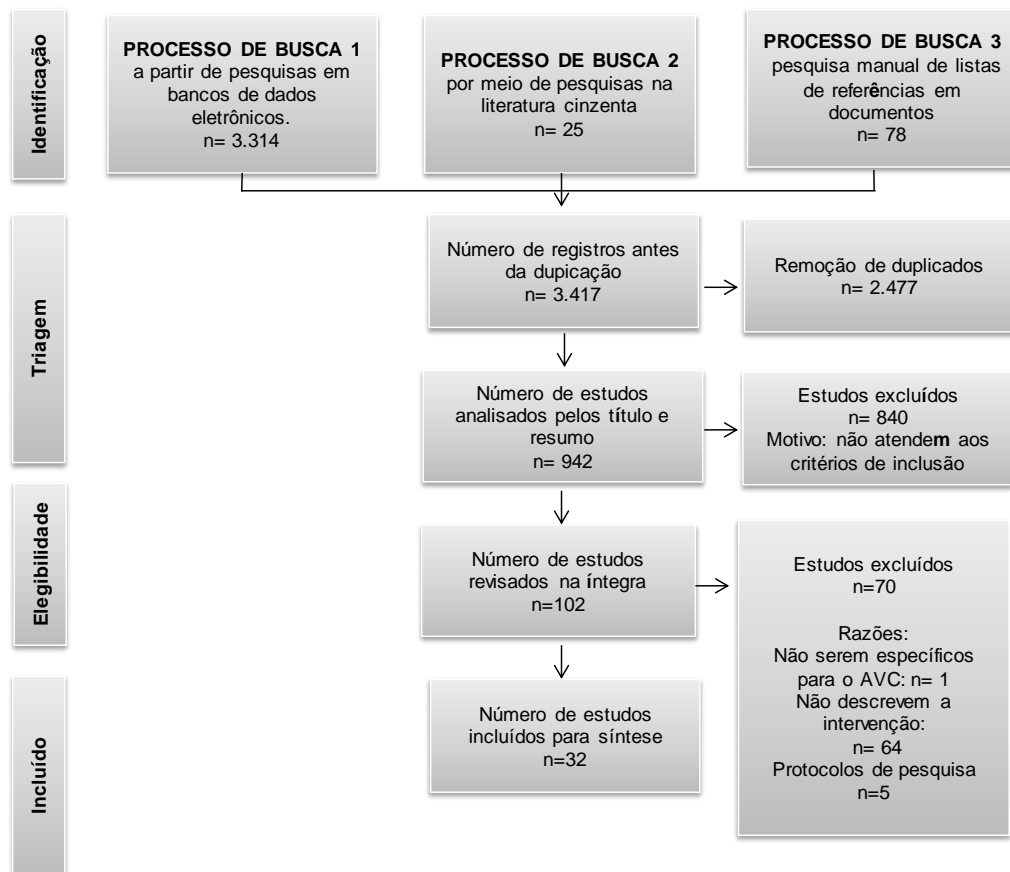 Identificação
PROCESSO DE BUSCA 1
a partir de pesquisas em
bancos de dados
eletrônicos.
n= 3.314
PROCESSO DE BUSCA 2
por meio de pesquisas na
literatura cinzenta
n= 25
PROCESSO DE BUSCA 3
pesquisa manual de listas
de referências em
documentos
n= 78
Triagem
Número de registros antes
da dupicação
n= 3.417
Remoção de duplicados
n= 2.477
Número de estudos
analisados pelos título e
resumo
n= 942
Estudos excluídos
n= 840
Motivo: não atendem aos
critérios de inclusão
Elegibilidade
Número de estudos
revisados na íntegra
n=102
Estudos excluídos
n=70
Razões:
Não serem específicos
para o AVC: n= 1
Não descrevem a
intervenção:
n= 64
Protocolos de pesquisa
n=5
Incluído
Número de estudos
incluídos para síntese
n=32